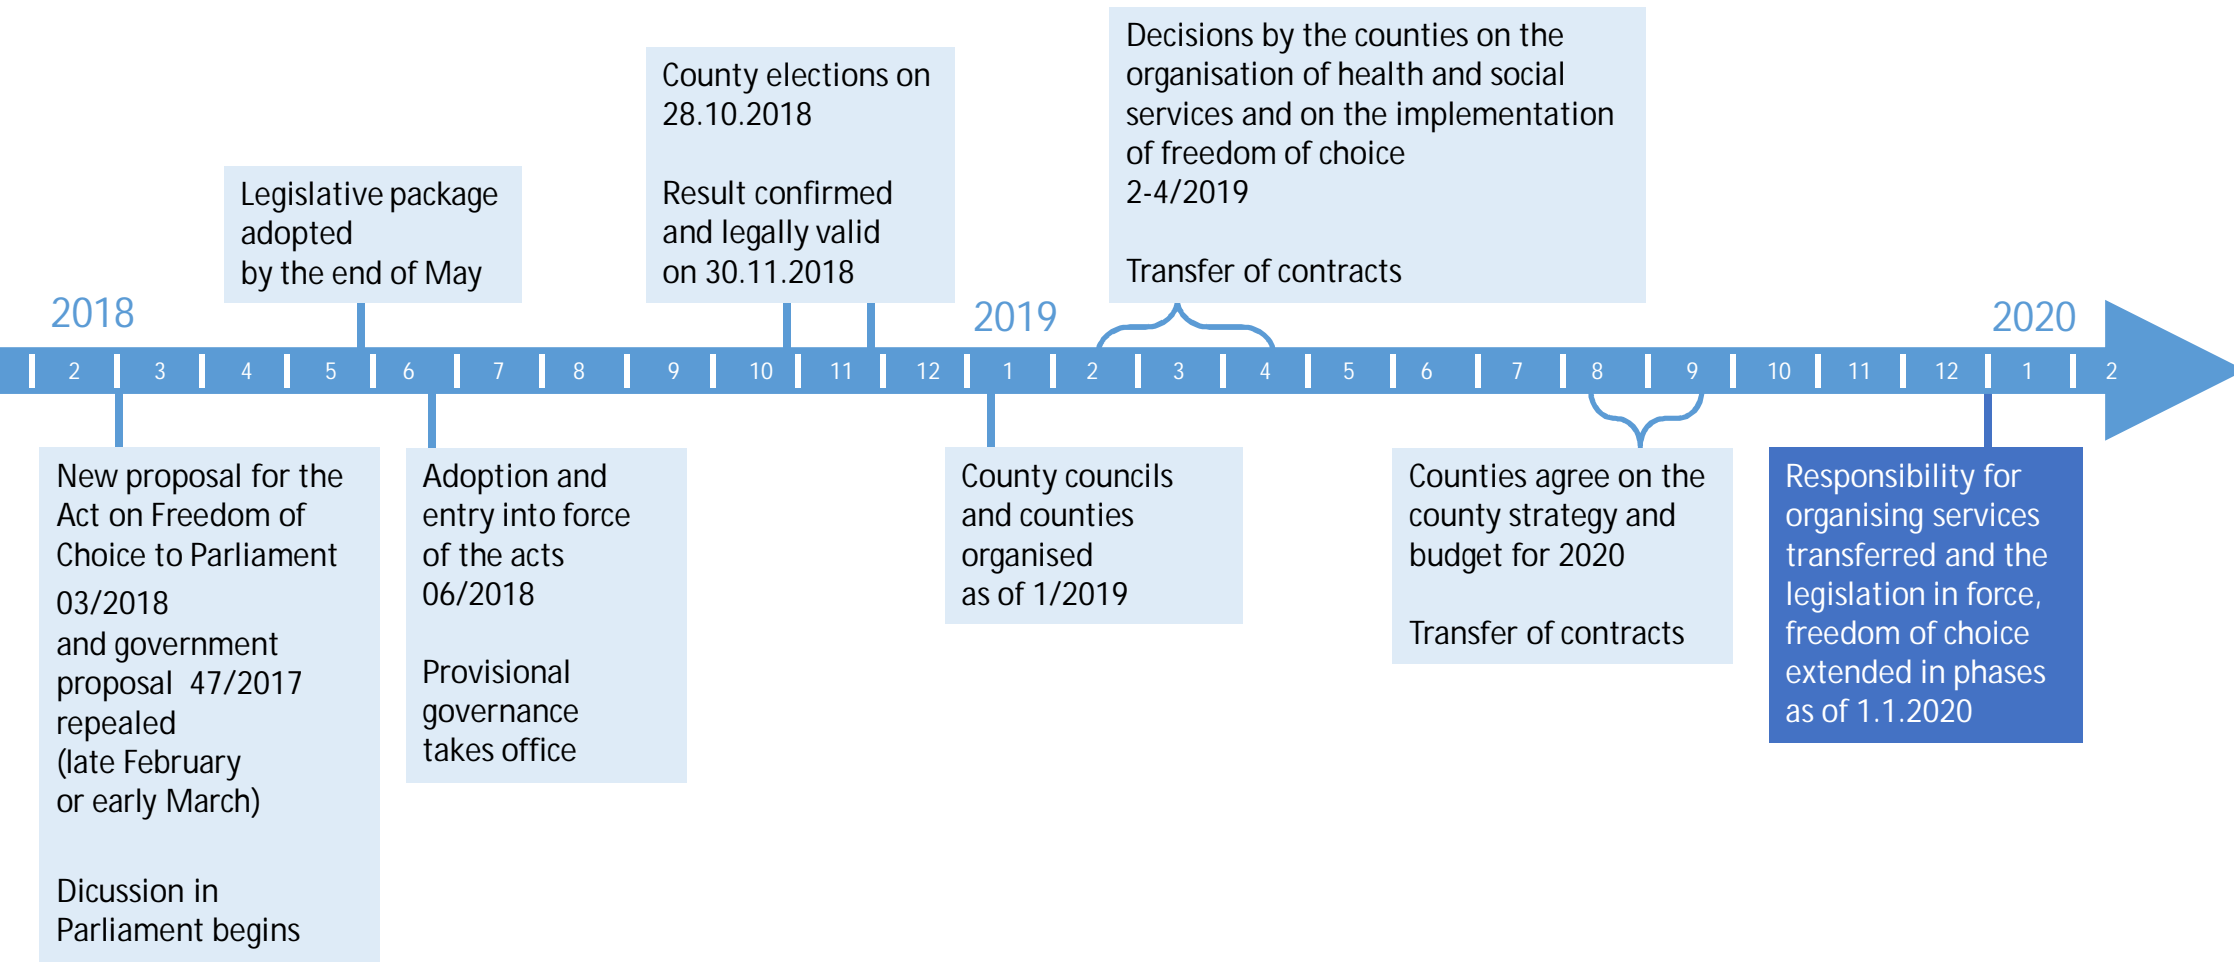 Decisions by the counties on the
organisation of health and social
services and on the implementation
of freedom of choice
2-4/2019
Transfer of contracts
County elections on
28.10.2018
Result confirmed
and legally valid
on 30.11.2018
Legislative package
adopted
by the end of May
2018
2019
2020
2 3 4 5 6 7 8 9 10 11 12 1 2 3 4 5 6 7 8 9 10 11 12 1 2
New proposal for the
Act on Freedom of
Choice to Parliament
03/2018
and government
proposal 47/2017
repealed
(late February
or early March)
Dicussion in
Parliament begins
Adoption and
entry into force
of the acts
06/2018
Provisional
governance
takes office
County councils
and counties
organised
as of 1/2019
Counties agree on the
county strategy and
budget for 2020
Transfer of contracts
Responsibility for
organising services
transferred and the
legislation in force,
freedom of choice
extended in phases
as of 1.1.2020